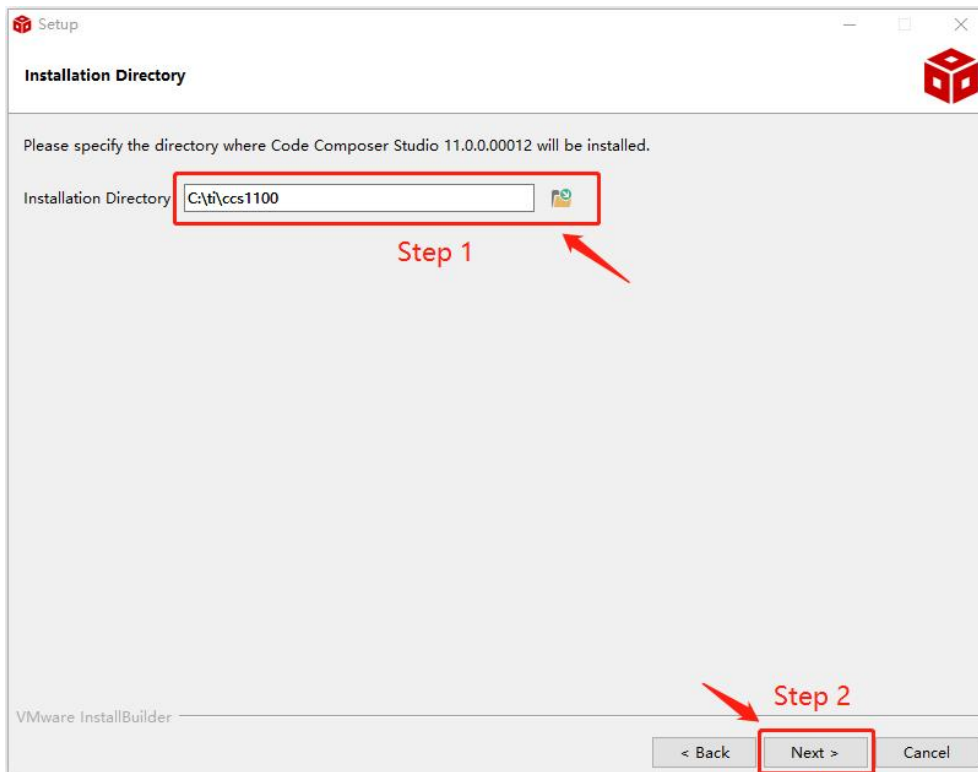 Setup
Installation Directory
Please specify the directory where Code Composer Studio 11.0.0.00012 will be installed.
Installation Directory C:\ti\ccs1100
Step 1
Step 2
VMware InstallBuilder
< Back Next > Cancel